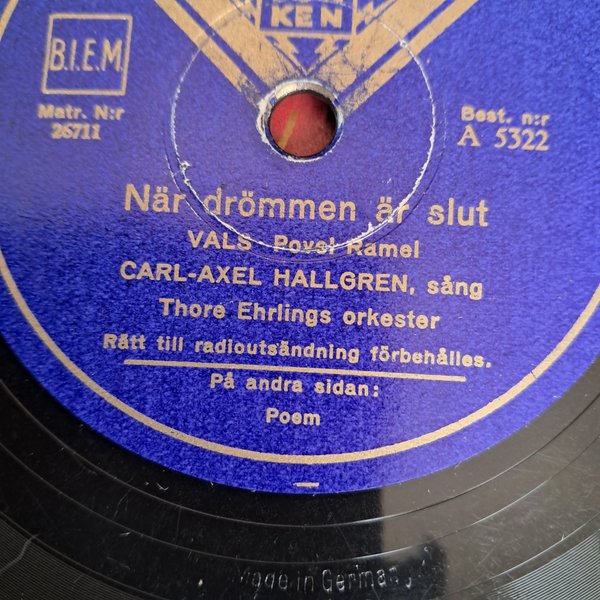 KEN
B.I.E.M.
Matr. N:r
26711
Best. n:r
A 5322
När drömmen är slut
VALS Povel Ramel
CARL-AXEL HALLGREN, sång
Thore Ehrlings orkester
Rätt till radioutsändning förbehålles.
På andra sidan:
Poem
Made in Germany